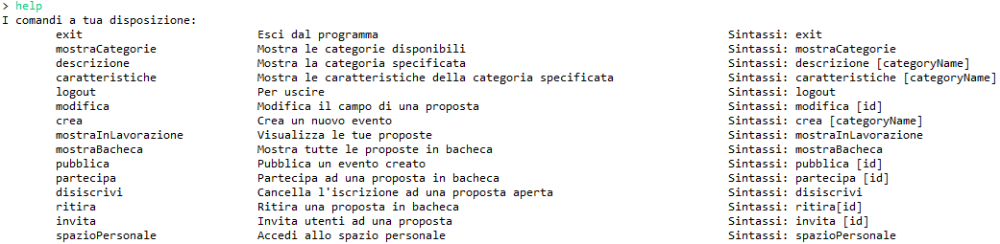 > help
I comandi a tua disposizione:
exit Esci dal programma Sintassi: exit
mostraCategorie Mostra le categorie disponibili Sintassi: mostraCategorie
descrizione Mostra la categoria specificata Sintassi: descrizione [categoryName]
caratteristiche Mostra le caratteristiche della categoria specificata Sintassi: caratteristiche [categoryName]
logout Per uscire Sintassi: logout
modifica Modifica il campo di una proposta Sintassi: modifica [id]
crea Crea un nuovo evento Sintassi: crea [categoryName]
mostraInLavorazione Visualizza le tue proposte Sintassi: mostraInLavorazione
mostraBacheca Mostra tutte le proposte in bacheca Sintassi: mostraBacheca
pubblica Pubblica un evento creato Sintassi: pubblica [id]
partecipa Partecipa ad una proposta in bacheca Sintassi: partecipa [id]
disiscrivi Cancella l'iscrizione ad una proposta aperta Sintassi: disiscrivi
ritira Ritira una proposta in bacheca Sintassi: ritira[id]
invita Invita utenti ad una proposta Sintassi: invita [id]
spazioPersonale Accedi allo spazio personale Sintassi: spazioPersonale